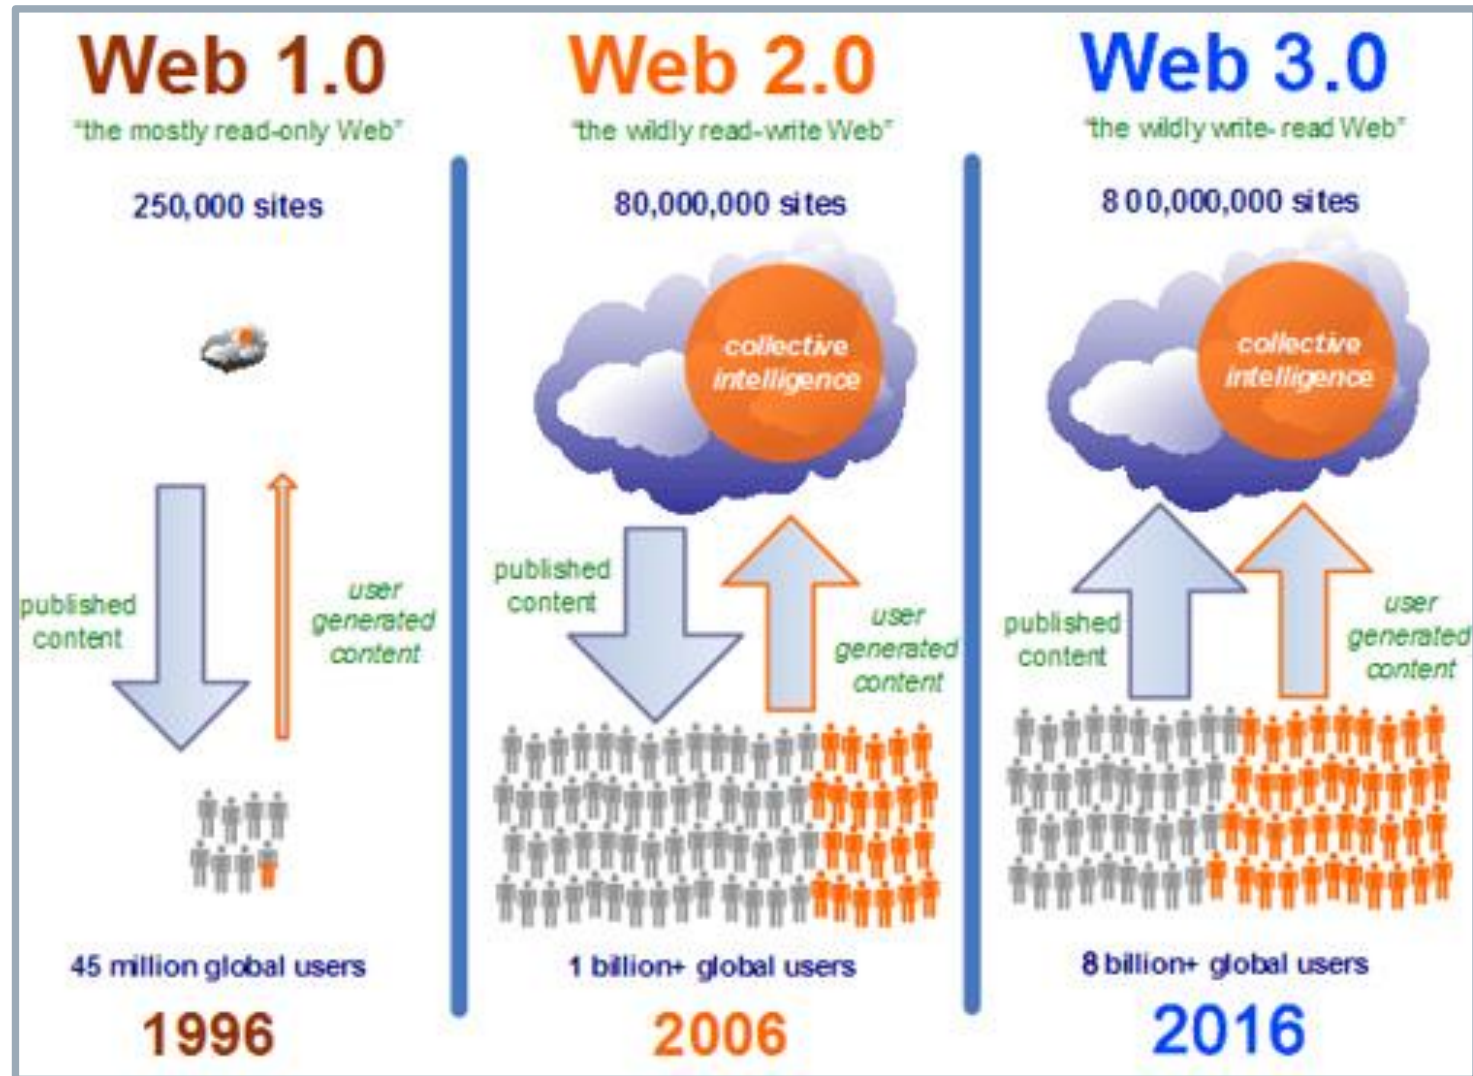 Web 1.0
"the mostly read-only Web"
250,000 sites
published
content
user
generated
content
45 million global users
1996
Web 2.0
"the wildly read-write Web"
80,000,000 sites
collective
intelligence
published
content
user
generated
content
1 billion+ global users
2006
Web 3.0
"the wildly write- read Web"
800,000,000 sites
collective
intelligence
published
content
user
generated
content
8 billion+ global users
2016